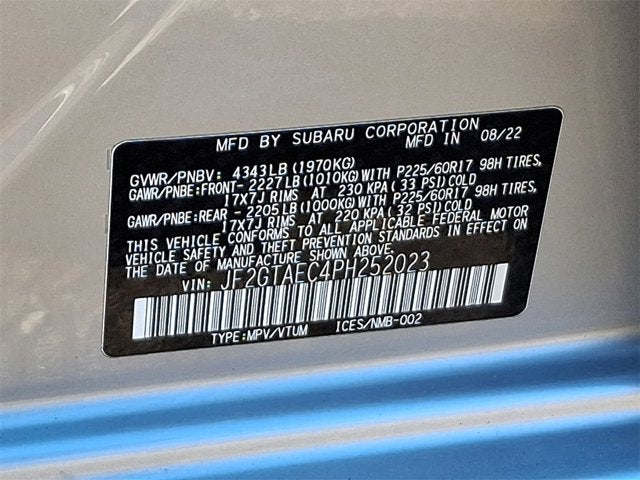 MFD BY SUBARU CORPORATION MFD IN 08/22
GVWR/PNBV: 4343LB (1970KG)
GAWR/PNBE:FRONT- 2227LB (1010KG)WITH P225/60R17 98H TIRES,
17X7J RIMS AT 230 KPA (33 PSI)COLD
GAWR/PNBE:REAR - 2205LB (1000KG)WITH P225/60R17 98H TIRES,
17X7J RIMS AT 220 KPA (32 PSI)COLD
THIS VEHICLE CONFORMS TO ALL APPLICABLE FEDERAL MOTOR
VEHICLE SAFETY AND THEFT PREVENTION STANDARDS IN EFFECT ON
THE DATE OF MANUFACTURE SHOWN ABOVE.
VIN: JF2GTAEC4PH252023
TYPE:MPV/VTUM ICES/NMB-002